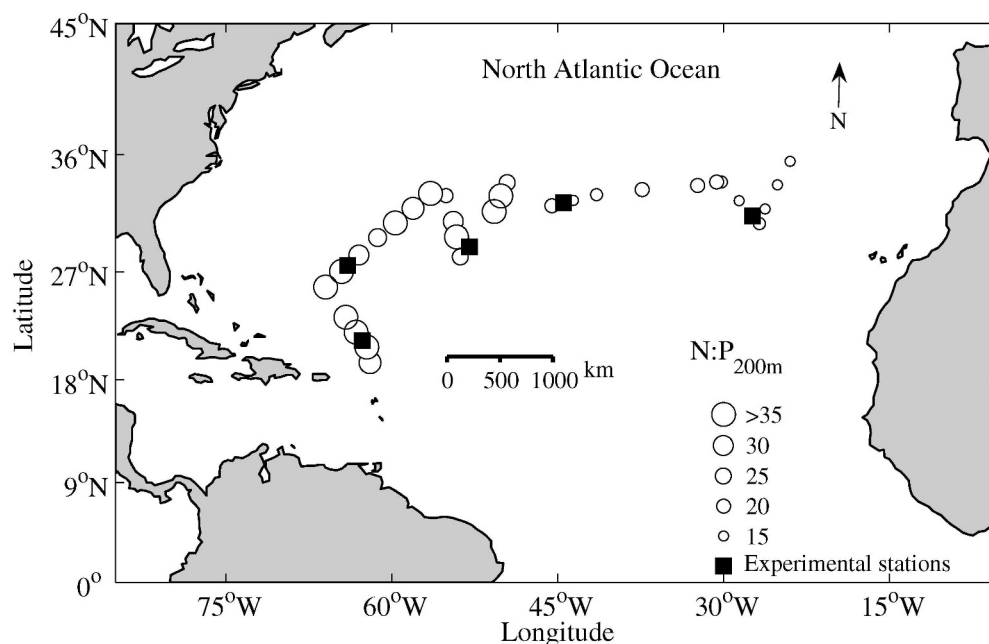 45°N
36°N
27°N
18°N
9°N
0°
Latitude
North Atlantic Ocean
N
0 500 1000 km
N:P200m
>35
30
25
20
15
Experimental stations
75°W 60°W 45°W 30°W 15°W
Longitude